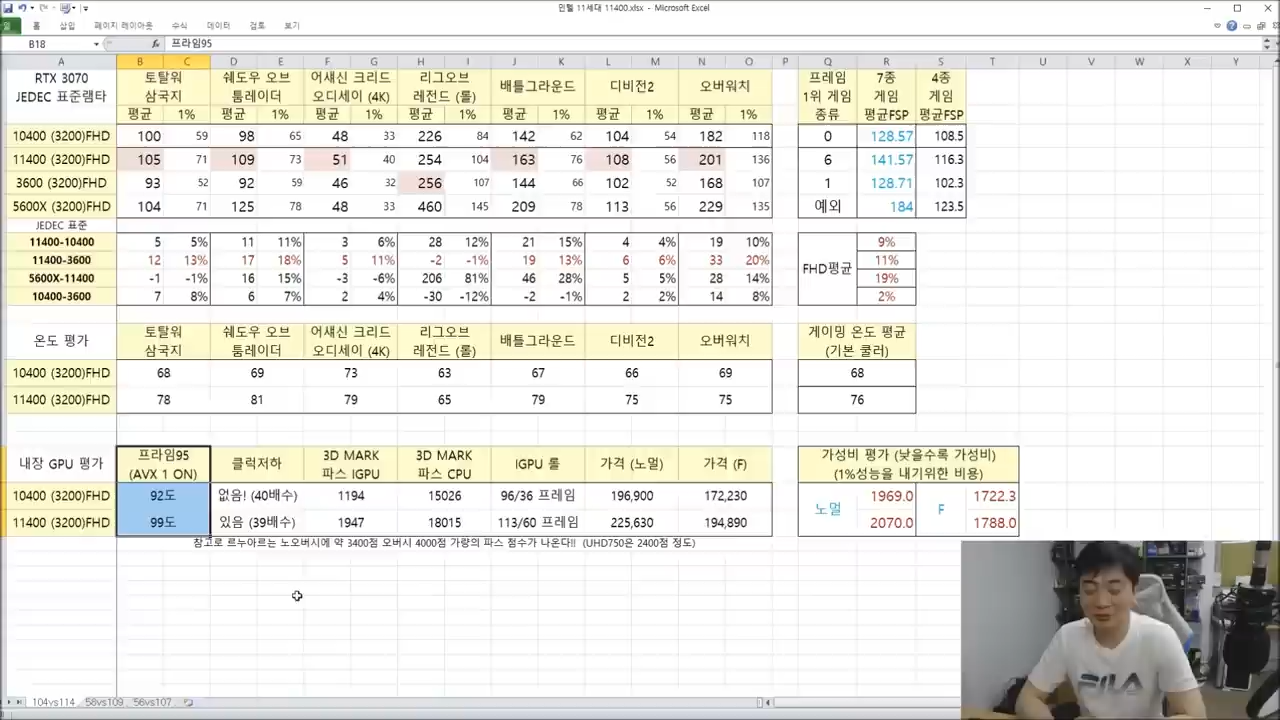 인텔 11세대 11400.xlsx - Microsoft Excel
파일 홈 삽입 페이지 레이아웃 수식 데이터 검토 보기
B18 fx 프라임95
A B C D E F G H I J K L M N O P Q R S T U V W X Y
RTX 3070 토탈워 쉐도우 오브 어쌔신 크리드 리그오브 배틀그라운드 디비전2 오버워치 프레임 7종 4종
JEDEC 표준램타 삼국지 툼레이더 오디세이 (4K) 레전드 (롤) 1위 게임 게임 게임
평균 1% 평균 1% 평균 1% 평균 1% 평균 1% 평균 1% 평균 1% 종류 평균FSP 평균FSP
10400 (3200)FHD 100 59 98 65 48 33 226 84 142 62 104 54 182 118 0 128.57 108.5
11400 (3200)FHD 105 71 109 73 51 40 254 104 163 76 108 56 201 136 6 141.57 116.3
3600 (3200)FHD 93 52 92 59 46 32 256 107 144 66 102 52 168 107 1 128.71 102.3
5600X (3200)FHD 104 71 125 78 48 33 460 145 209 78 113 56 229 135 예외 184 123.5
JEDEC 표준
11400-10400 5 5% 11 11% 3 6% 28 12% 21 15% 4 4% 19 10% 9%
11400-3600 12 13% 17 18% 5 11% -2 -1% 19 13% 6 6% 33 20% FHD평균 11%
5600X-11400 -1 -1% 16 15% -3 -6% 206 81% 46 28% 5 5% 28 14% 19%
10400-3600 7 8% 6 7% 2 4% -30 -12% -2 -1% 2 2% 14 8% 2%
온도 평가 토탈워 쉐도우 오브 어쌔신 크리드 리그오브 배틀그라운드 디비전2 오버워치 게이밍 온도 평균
삼국지 툼레이더 오디세이 (4K) 레전드 (롤) (기본 쿨러)
10400 (3200)FHD 68 69 73 63 67 66 69 68
11400 (3200)FHD 78 81 79 65 79 75 75 76
내장 GPU 평가 프라임95 클럭저하 3D MARK 3D MARK IGPU 롤 가격 (노멀) 가격 (F) 가성비 평가 (낮을수록 가성비)
(AVX 1 ON) 파스 IGPU 파스 CPU (1%성능을 내기위한 비용)
10400 (3200)FHD 92도 없음! (40배수) 1194 15026 96/36 프레임 196,900 172,230 노멀 1969.0 F 1722.3
11400 (3200)FHD 99도 있음 (39배수) 1947 18015 113/60 프레임 225,630 194,890 2070.0 1788.0
참고로 르누아르는 노오버시에 약 3400점 오버시 4000점 가량의 파스 점수가 나온다!! (UHD750은 2400점 정도)
FILA
104vs114 58vs109 56vs107